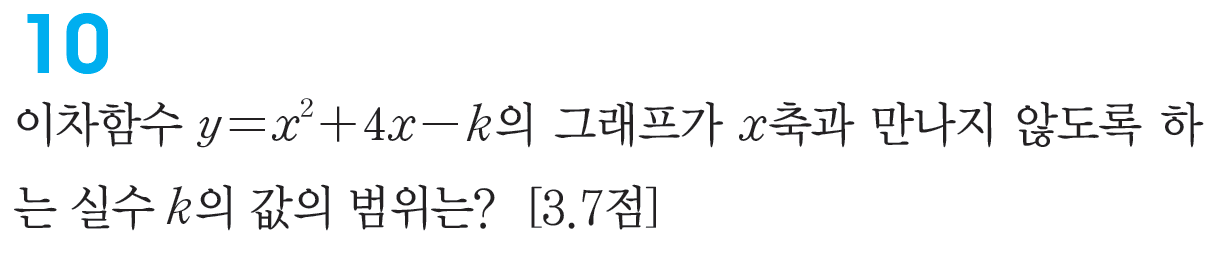 10
이차함수 y=x²+4x-k의 그래프가 x축과 만나지 않도록 하
는 실수 k의 값의 범위는? [3.7점]